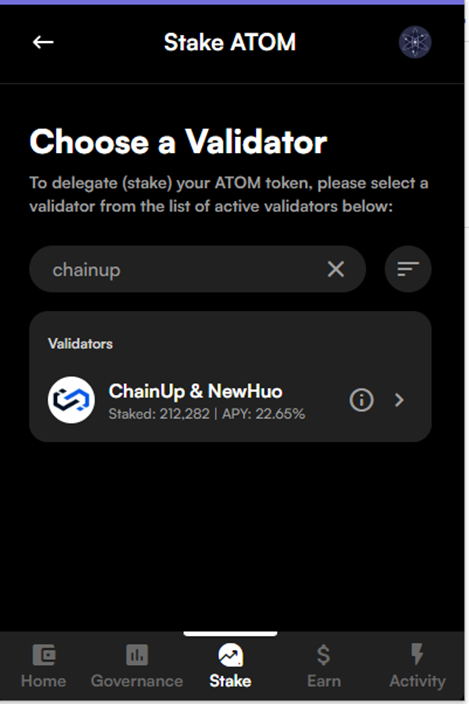 Stake ATOM
Choose a Validator
To delegate (stake) your ATOM token, please select a
validator from the list of active validators below:
chainup
Validators
ChainUp & NewHuo
Staked: 212,282 | APY: 22.65%
Home Governance Stake Earn Activity